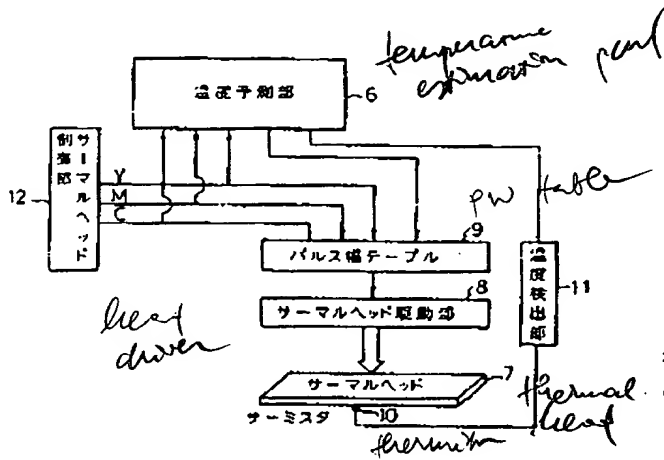 temperature
estimation part
温度予測部
6
サーマルヘッド
制御部
12
Y
M
C
PW table
9
パルス幅テーブル
8
サーマルヘッド駆動部
温度検出部
11
head
driver
7
サーマルヘッド
サーミスタ
10
thermal
head